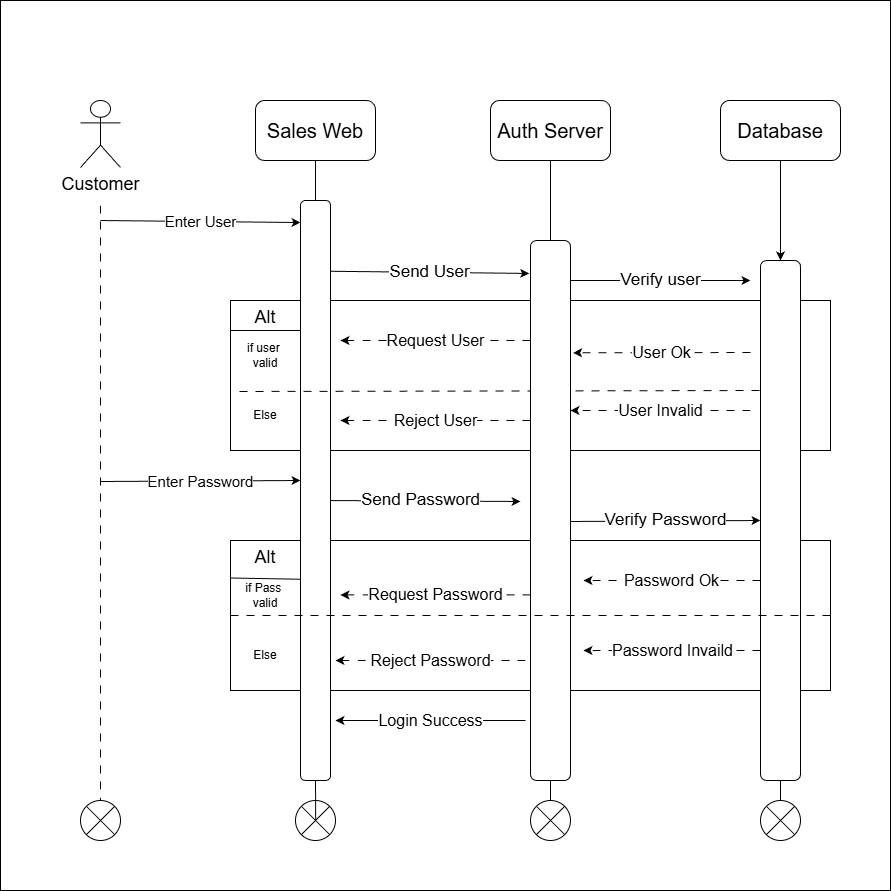 Customer
Sales Web
Auth Server
Database
Enter User
Send User
Verify user
Alt
if user
valid
Request User
User Ok
Else
Reject User
User Invalid
Enter Password
Send Password
Verify Password
Alt
if Pass
valid
Request Password
Password Ok
Else
Reject Password
Password Invaild
Login Success